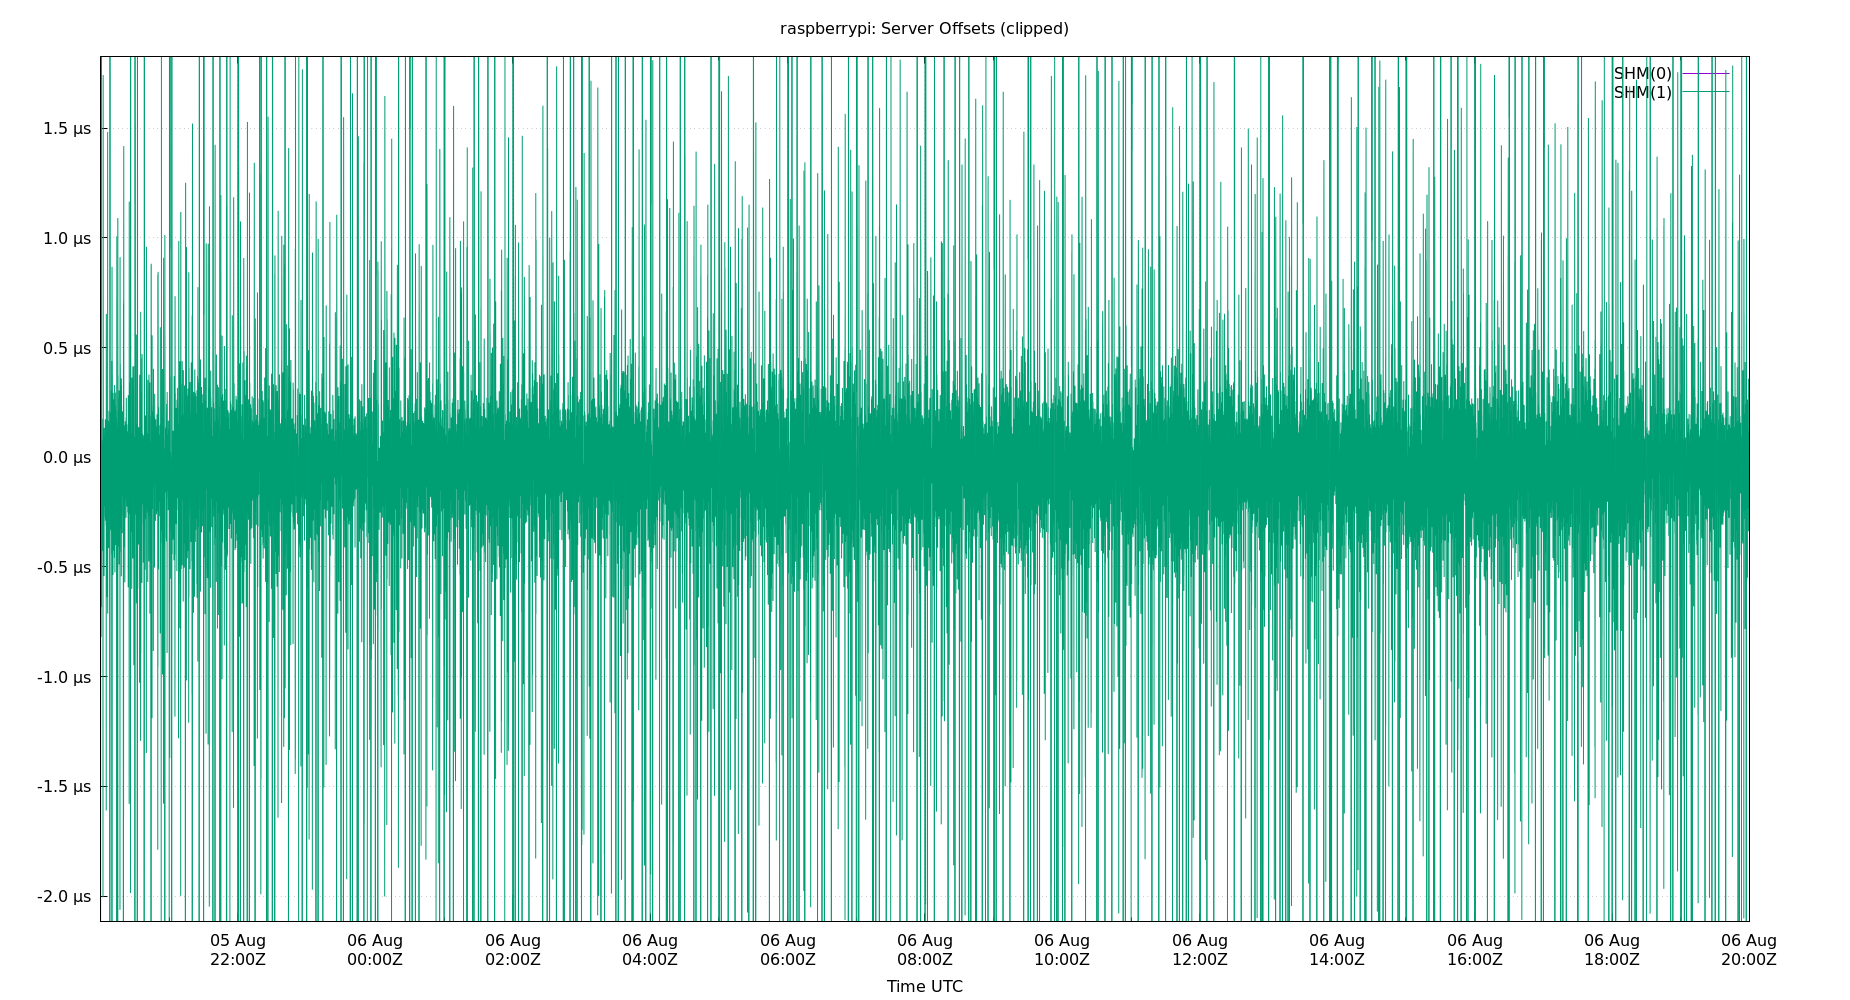 raspberrypi: Server Offsets (clipped)
SHM(0)
SHM(1)
1.5 µs
1.0 µs
0.5 µs
0.0 µs
-0.5 µs
-1.0 µs
-1.5 µs
-2.0 µs
05 Aug 06 Aug 06 Aug 06 Aug 06 Aug 06 Aug 06 Aug 06 Aug 06 Aug 06 Aug 06 Aug 06 Aug
22:00Z 00:00Z 02:00Z 04:00Z 06:00Z 08:00Z 10:00Z 12:00Z 14:00Z 16:00Z 18:00Z 20:00Z
Time UTC